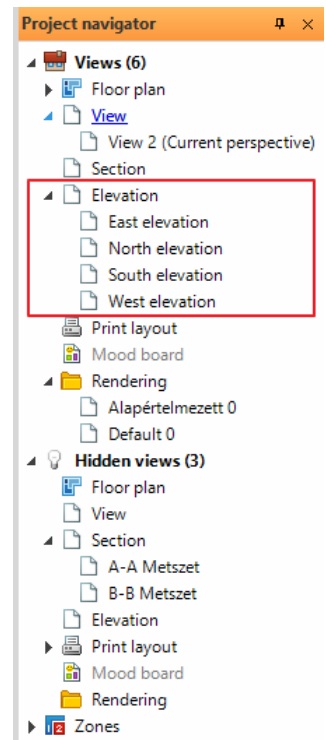 Project navigator
Views (6)
Floor plan
View
View 2 (Current perspective)
Section
Elevation
East elevation
North elevation
South elevation
West elevation
Print layout
Mood board
Rendering
Alapértelmezett 0
Default 0
Hidden views (3)
Floor plan
View
Section
A-A Metszet
B-B Metszet
Elevation
Print layout
Mood board
Rendering
Zones